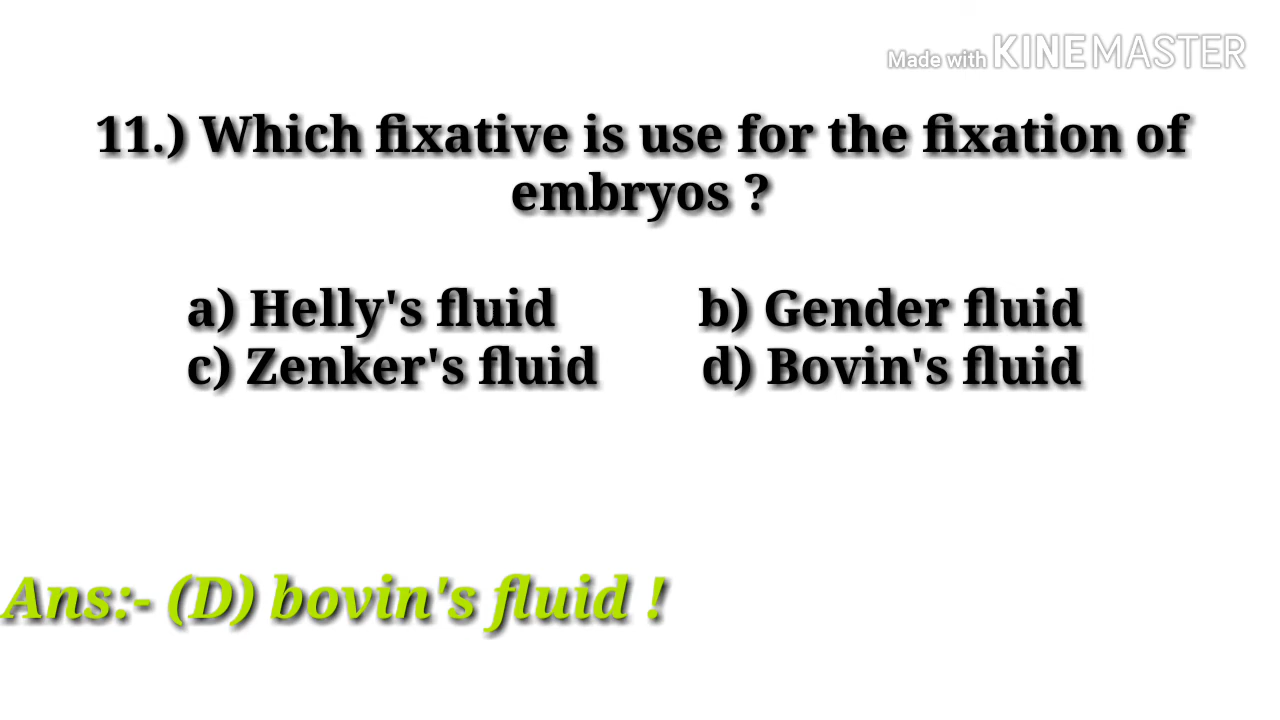 Made with KINEMASTER
11.) Which fixative is use for the fixation of
embryos ?
a) Helly's fluid b) Gender fluid
c) Zenker's fluid d) Bovin's fluid
Ans:- (D) bovin's fluid !